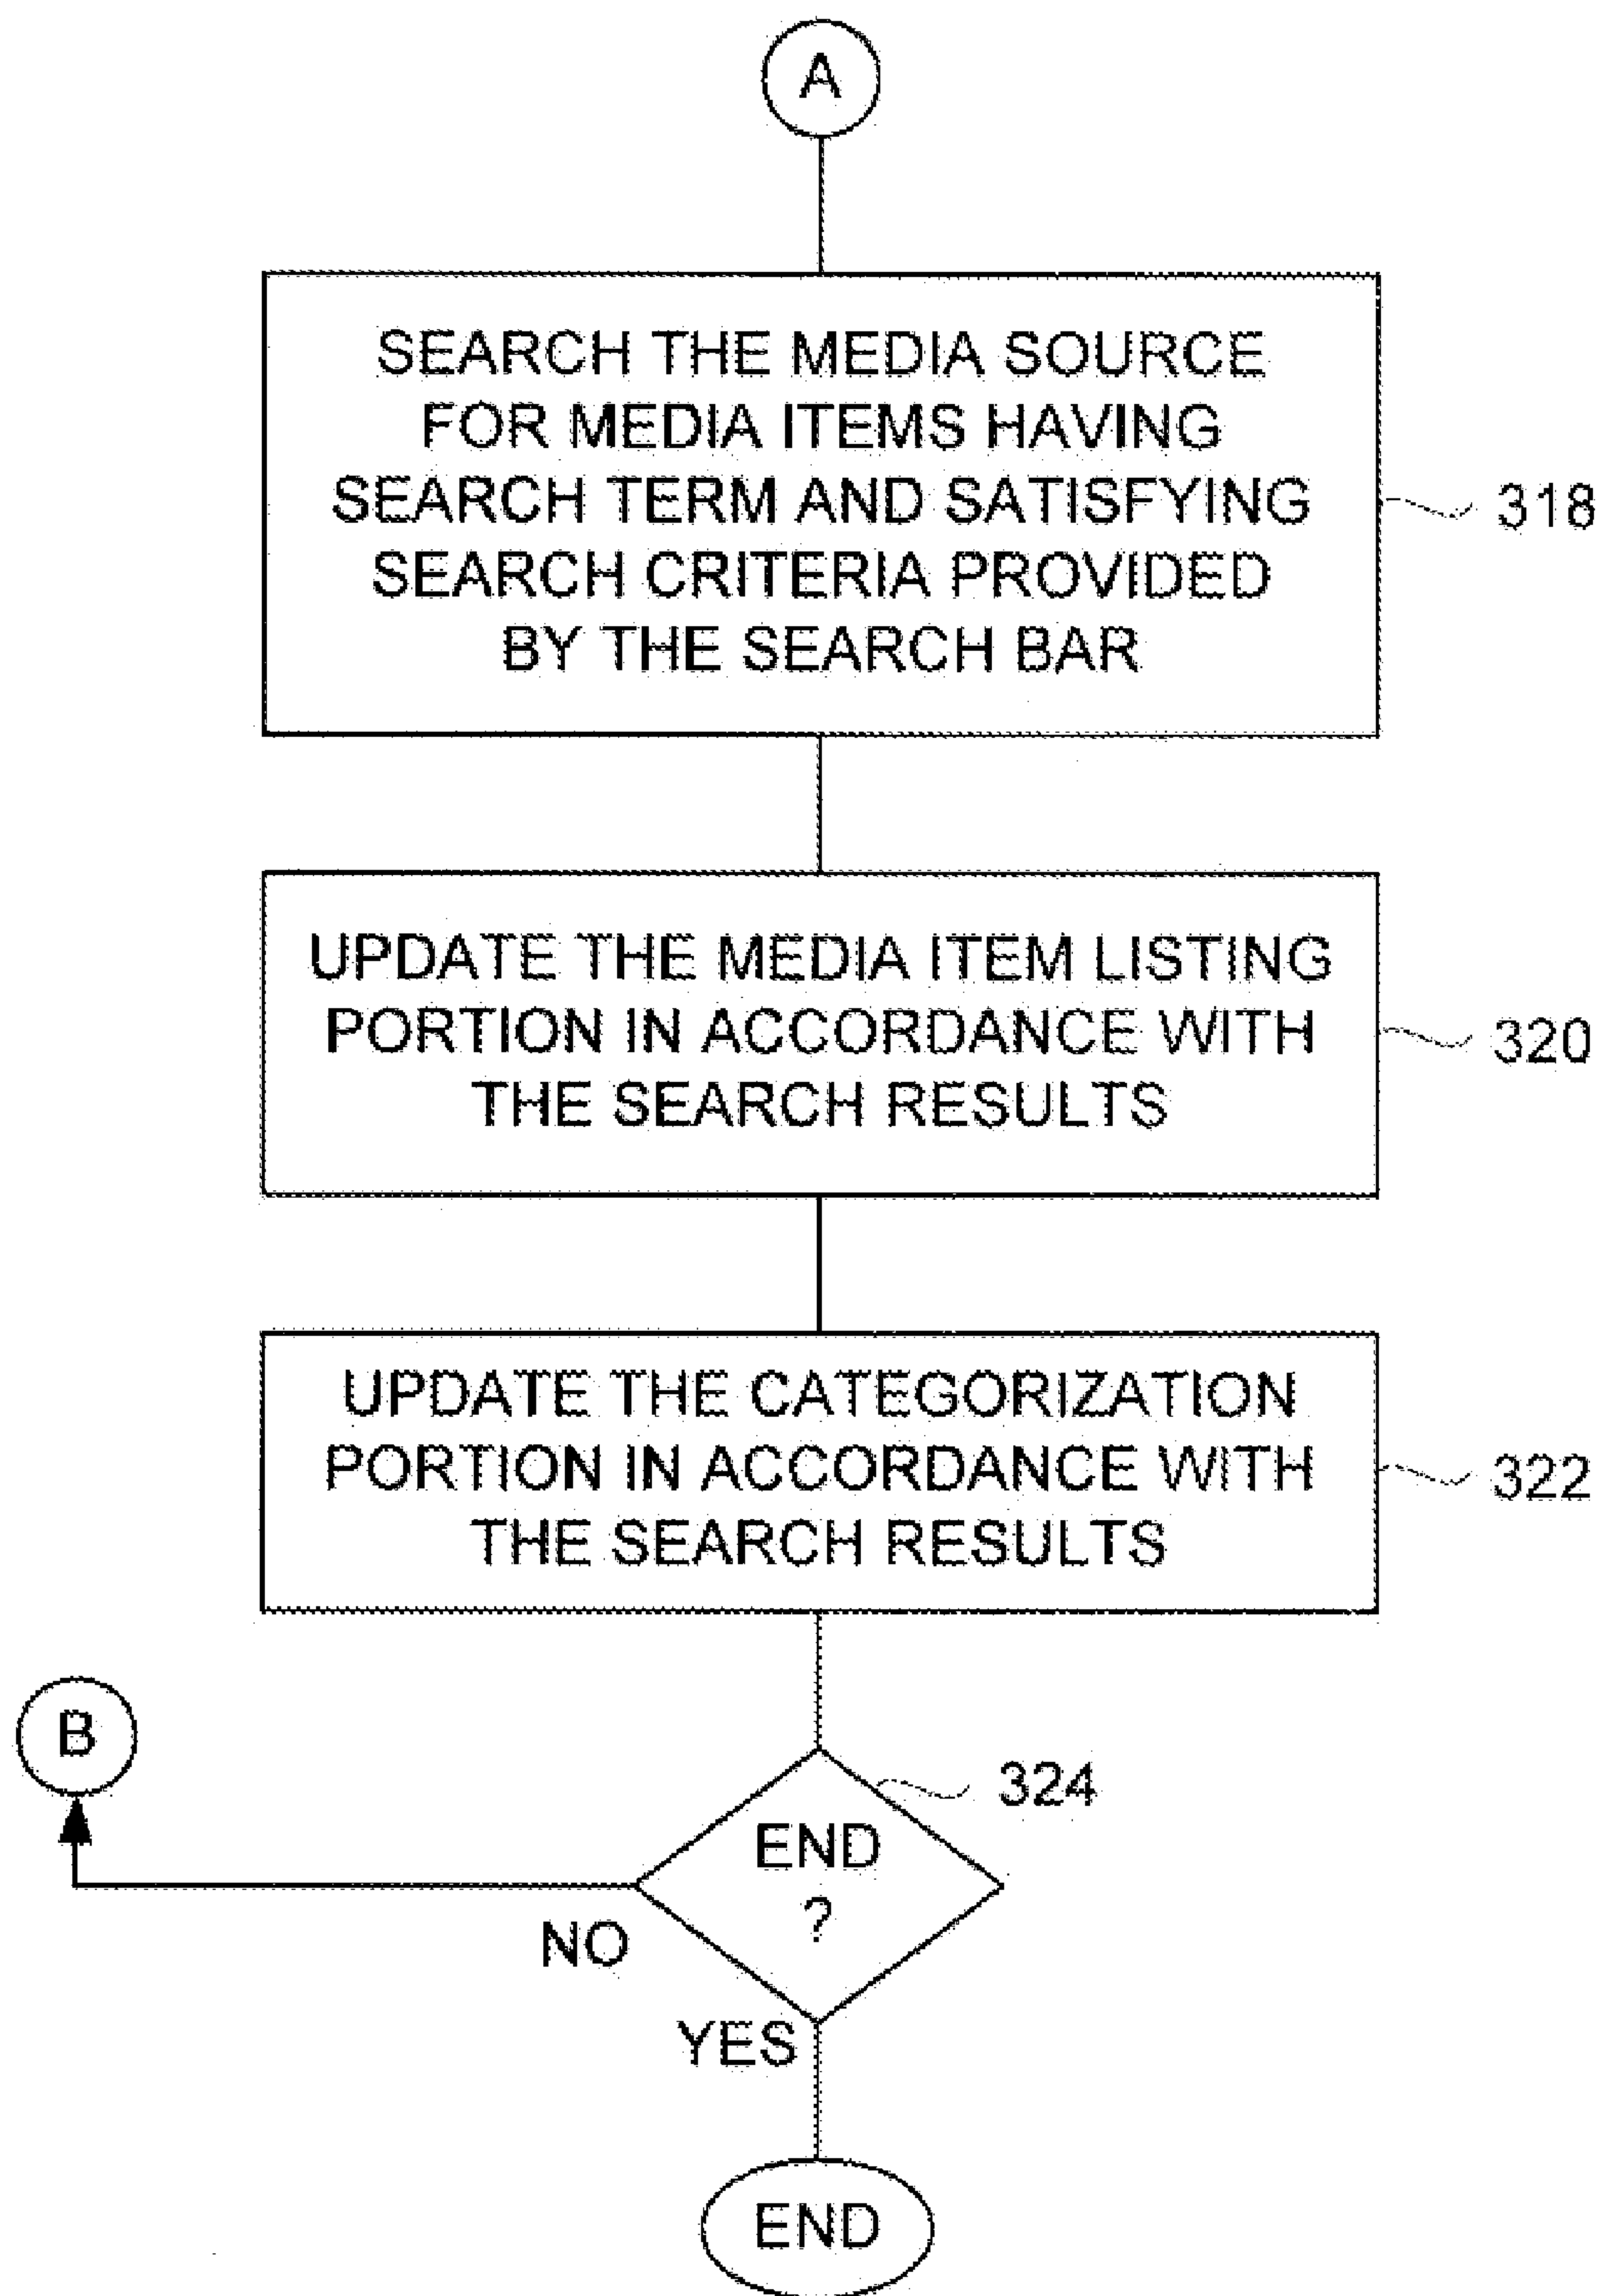 A
SEARCH THE MEDIA SOURCE
FOR MEDIA ITEMS HAVING
SEARCH TERM AND SATISFYING
SEARCH CRITERIA PROVIDED
BY THE SEARCH BAR
318
UPDATE THE MEDIA ITEM LISTING
PORTION IN ACCORDANCE WITH
THE SEARCH RESULTS
320
UPDATE THE CATEGORIZATION
PORTION IN ACCORDANCE WITH
THE SEARCH RESULTS
322
B
324
END
?
NO
YES
END